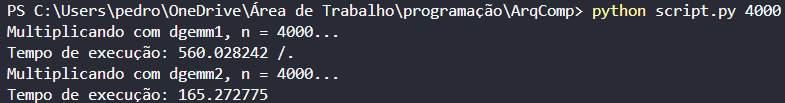 PS C:\Users\pedro\OneDrive\Área de Trabalho\programação\ArqComp> python script.py 4000
Multiplicando com dgemm1, n = 4000...
Tempo de execução: 560.028242 /.
Multiplicando com dgemm2, n = 4000...
Tempo de execução: 165.272775